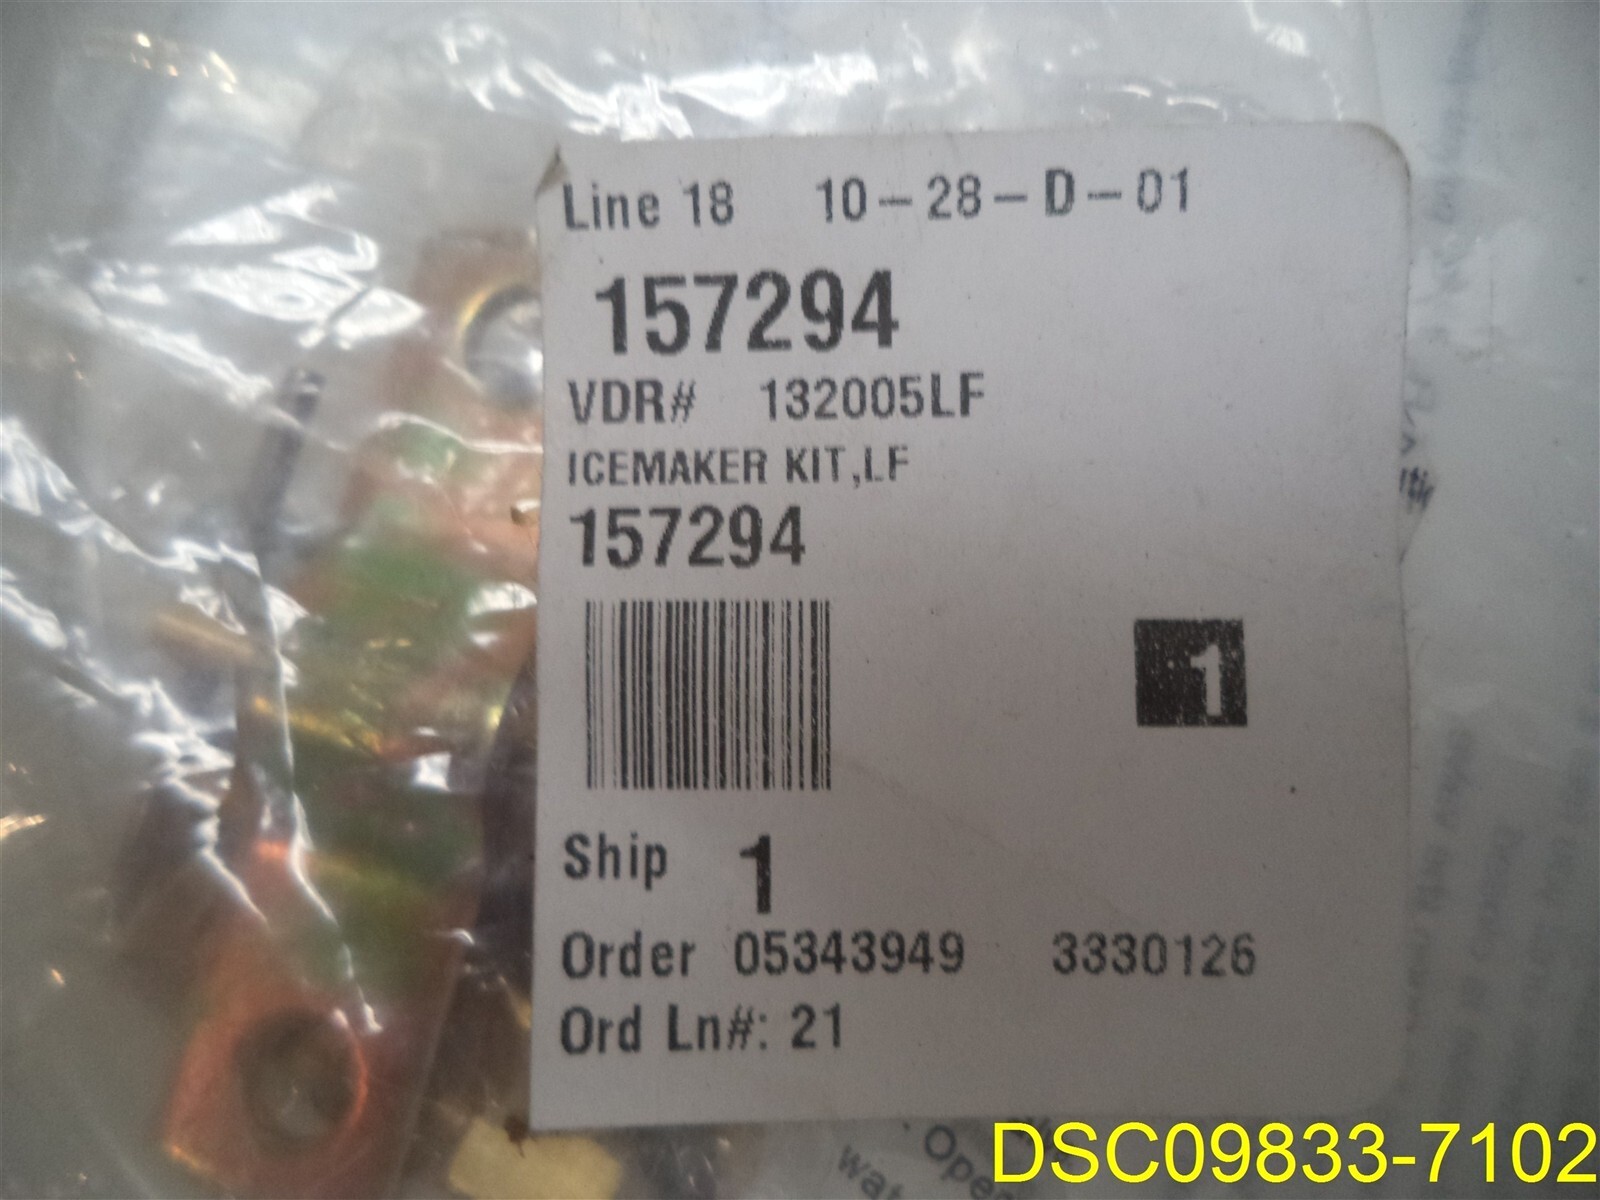 Line 18 10-28-D-01
157294
VDR# 132005LF
ICEMAKER KIT,LF
157294
1
Ship 1
Order 05343949 3330126
Ord Ln#: 21
DSC09833-7102